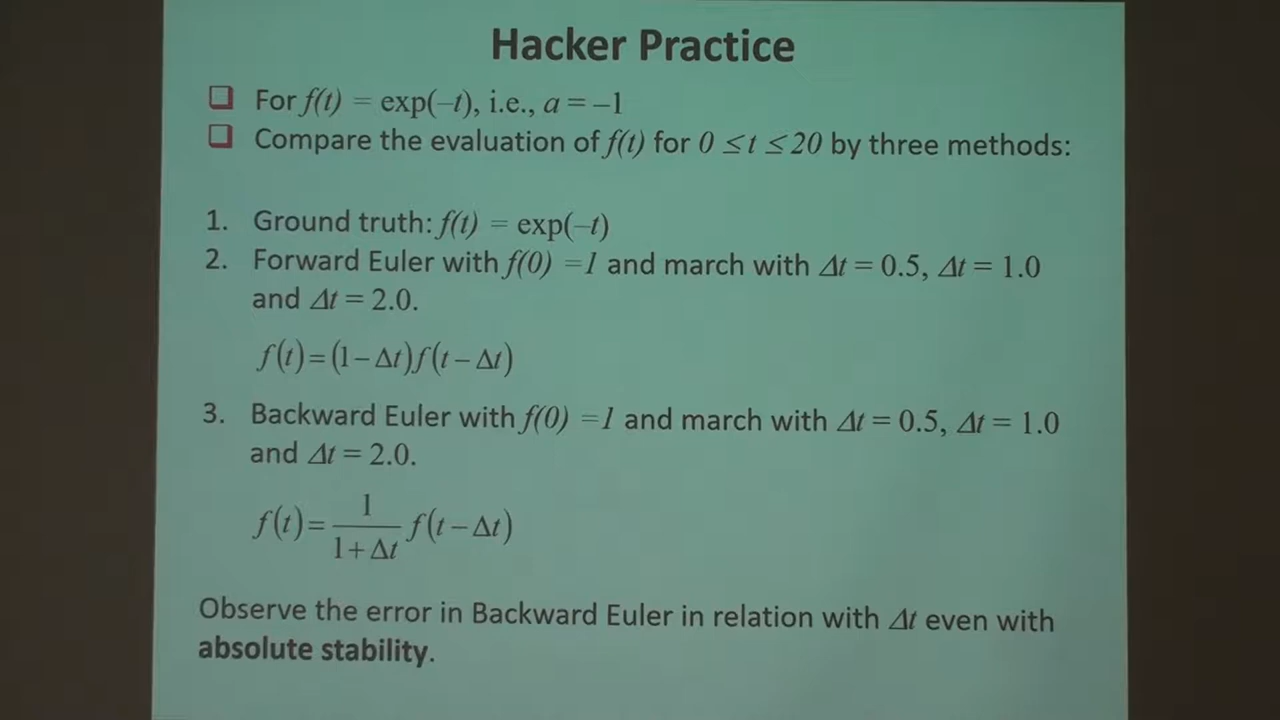 Hacker Practice
❑ For f(t) = exp(–t), i.e., a = –1
❑ Compare the evaluation of f(t) for 0 ≤ t ≤ 20 by three methods:
1. Ground truth: f(t) = exp(–t)
2. Forward Euler with f(0) =1 and march with Δt = 0.5, Δt = 1.0
and Δt = 2.0.
f(t)=(1−Δt)f(t−Δt)
3. Backward Euler with f(0) =1 and march with Δt = 0.5, Δt = 1.0
and Δt = 2.0.
f(t)= 1/(1+Δt) f(t−Δt)
Observe the error in Backward Euler in relation with Δt even with
absolute stability.